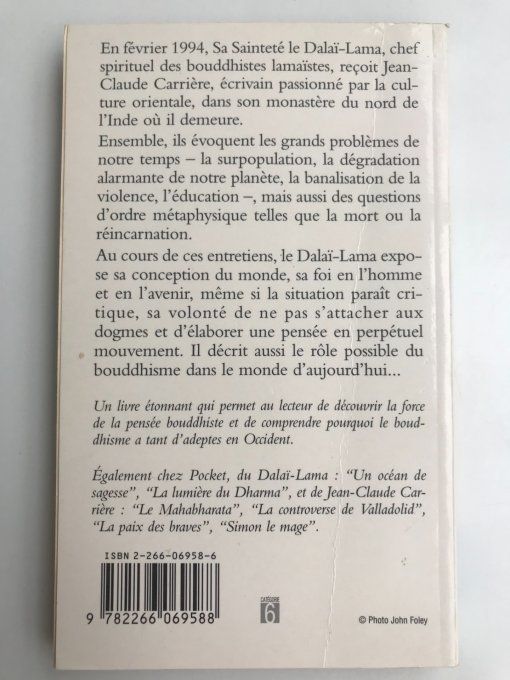 En février 1994, Sa Sainteté le Dalaï-Lama, chef
spirituel des bouddhistes lamaïstes, reçoit Jean-
Claude Carrière, écrivain passionné par la cul-
ture orientale, dans son monastère du nord de
l'Inde où il demeure.
Ensemble, ils évoquent les grands problèmes de
notre temps – la surpopulation, la dégradation
alarmante de notre planète, la banalisation de la
violence, l'éducation –, mais aussi des questions
d'ordre métaphysique telles que la mort ou la
réincarnation.
Au cours de ces entretiens, le Dalaï-Lama expo-
se sa conception du monde, sa foi en l'homme
et en l'avenir, même si la situation paraît cri-
tique, sa volonté de ne pas s'attacher aux
dogmes et d'élaborer une pensée en perpétuel
mouvement. Il décrit aussi le rôle possible du
bouddhisme dans le monde d'aujourd'hui...
Un livre étonnant qui permet au lecteur de découvrir la force
de la pensée bouddhiste et de comprendre pourquoi le boud-
dhisme a tant d'adeptes en Occident.
Également chez Pocket, du Dalaï-Lama : “Un océan de
sagesse”, “La lumière du Dharma”, et de Jean-Claude Car-
rière : “Le Mahabharata”, “La controverse de Valladolid”,
“La paix des braves”, “Simon le mage”.
ISBN 2-266-06958-6
9 782266 069588
CATÉGORIE
6
© Photo John Foley